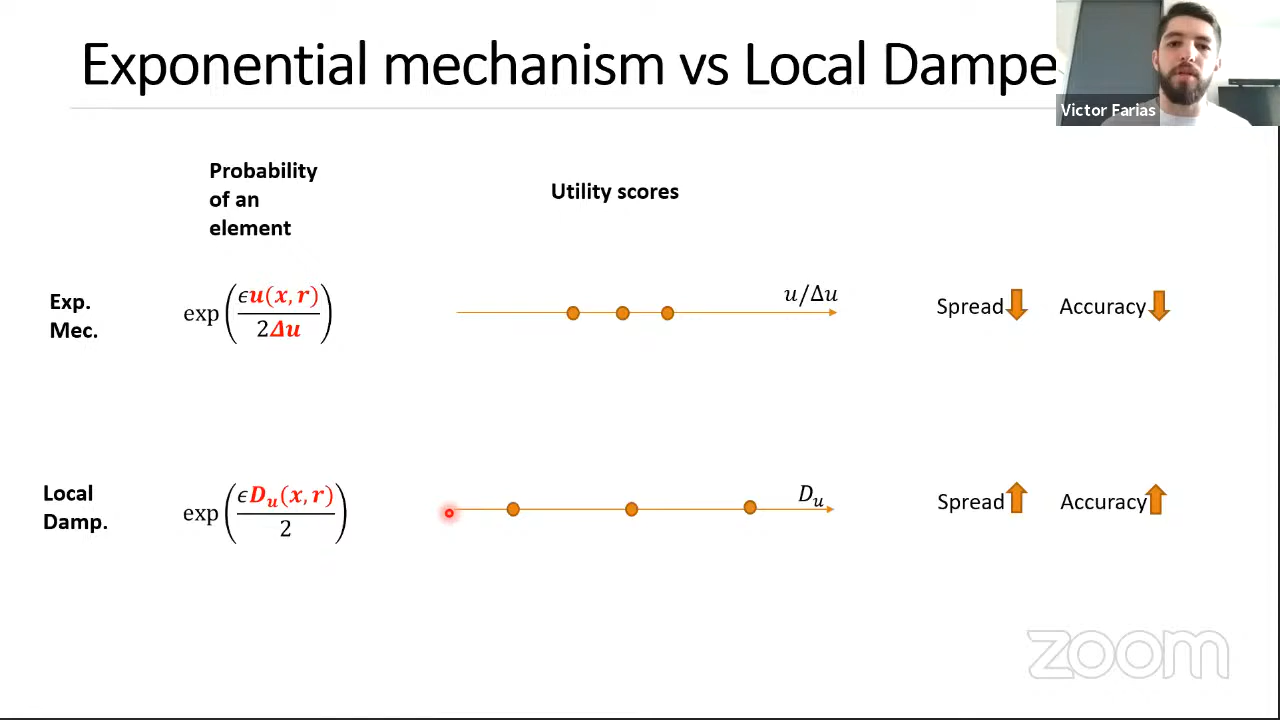 Exponential mechanism vs Local Dampe
Victor Farias
Probability
of an
element
Utility scores
Exp.
Mec.
exp(ϵu(x, r)/2Δu)
u/Δu
Spread
Accuracy
Local
Damp.
exp(ϵD_u(x, r)/2)
D_u
Spread
Accuracy
zoom